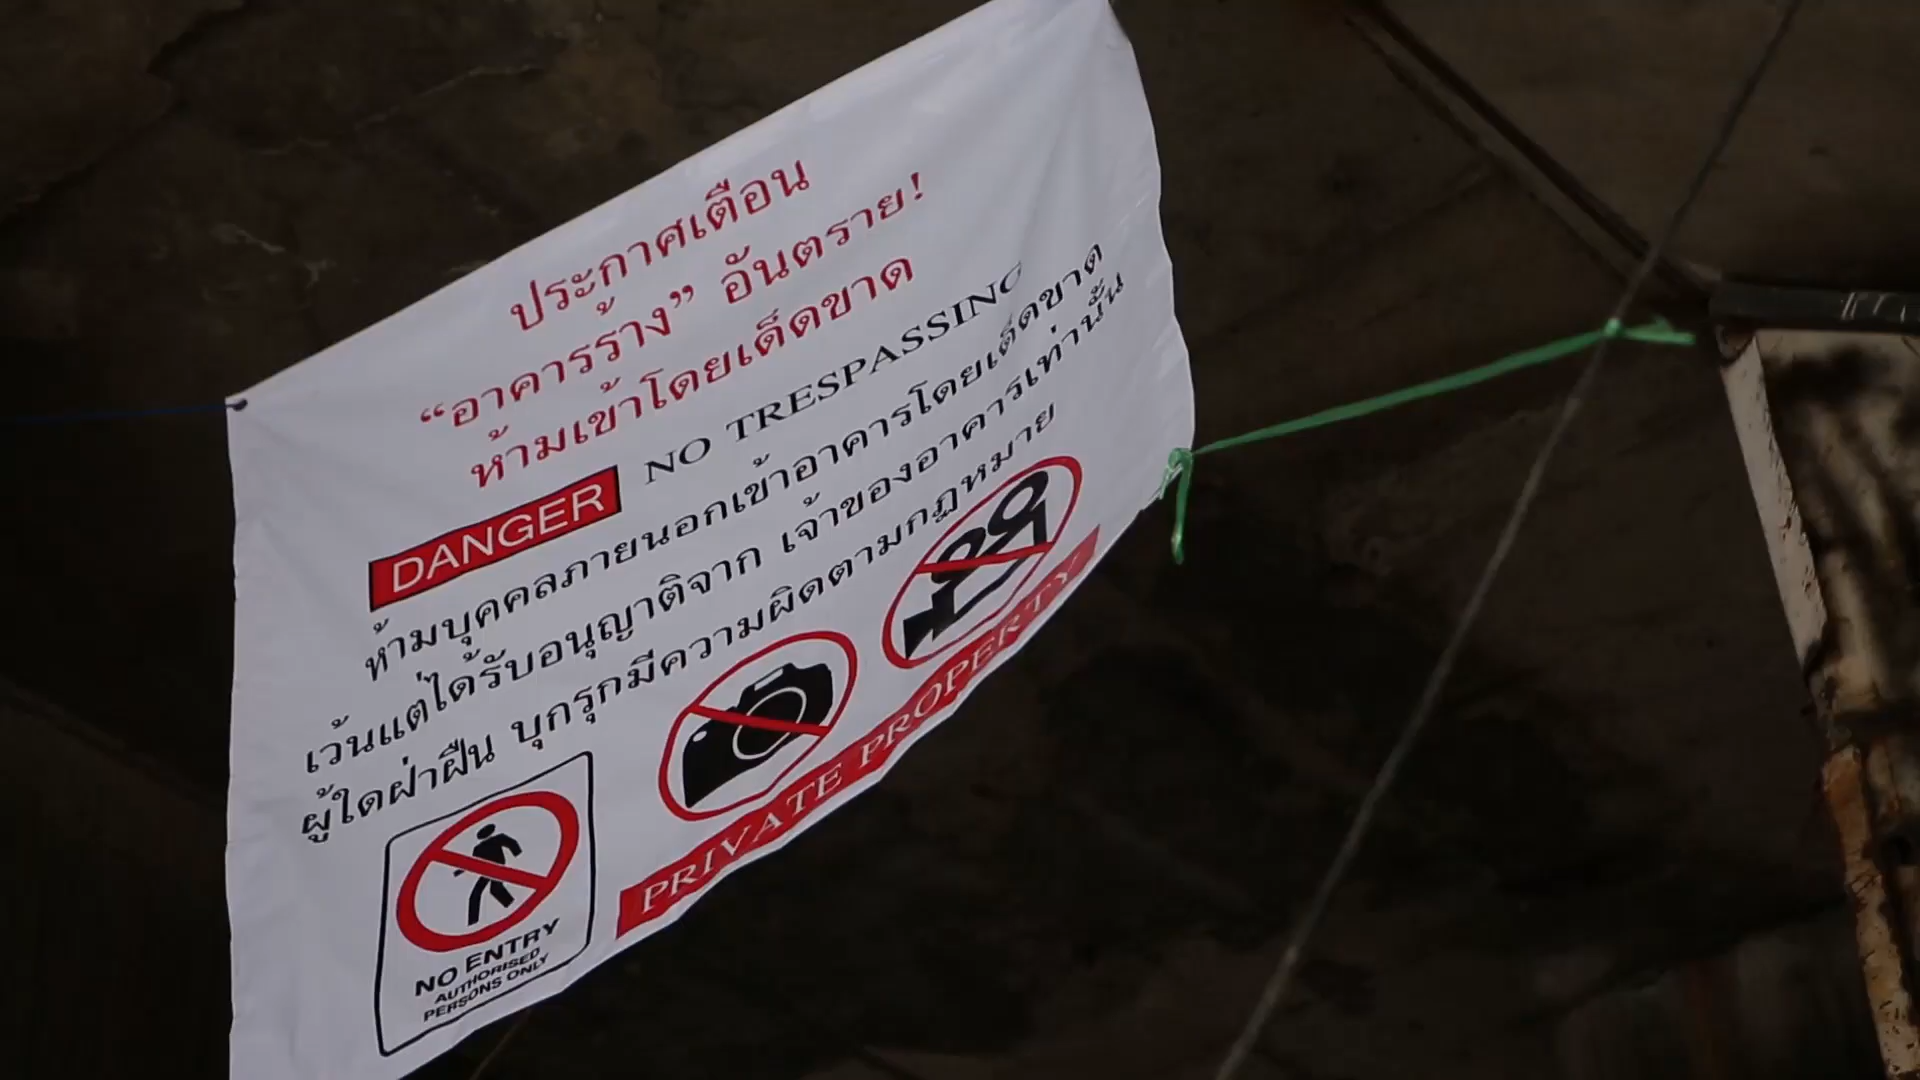 ประกาศเตือน
“อาคารร้าง” อันตราย!
ห้ามเข้าโดยเด็ดขาด
DANGER NO TRESPASSING
ห้ามบุคคลภายนอกเข้าอาคารโดยเด็ดขาด
เว้นแต่ได้รับอนุญาติจาก เจ้าของอาคารเท่านั้น
ผู้ใดฝ่าฝืน บุกรุกมีความผิดตามกฎหมาย
NO ENTRY
AUTHORISED
PERSONS ONLY
PRIVATE PROPERTY